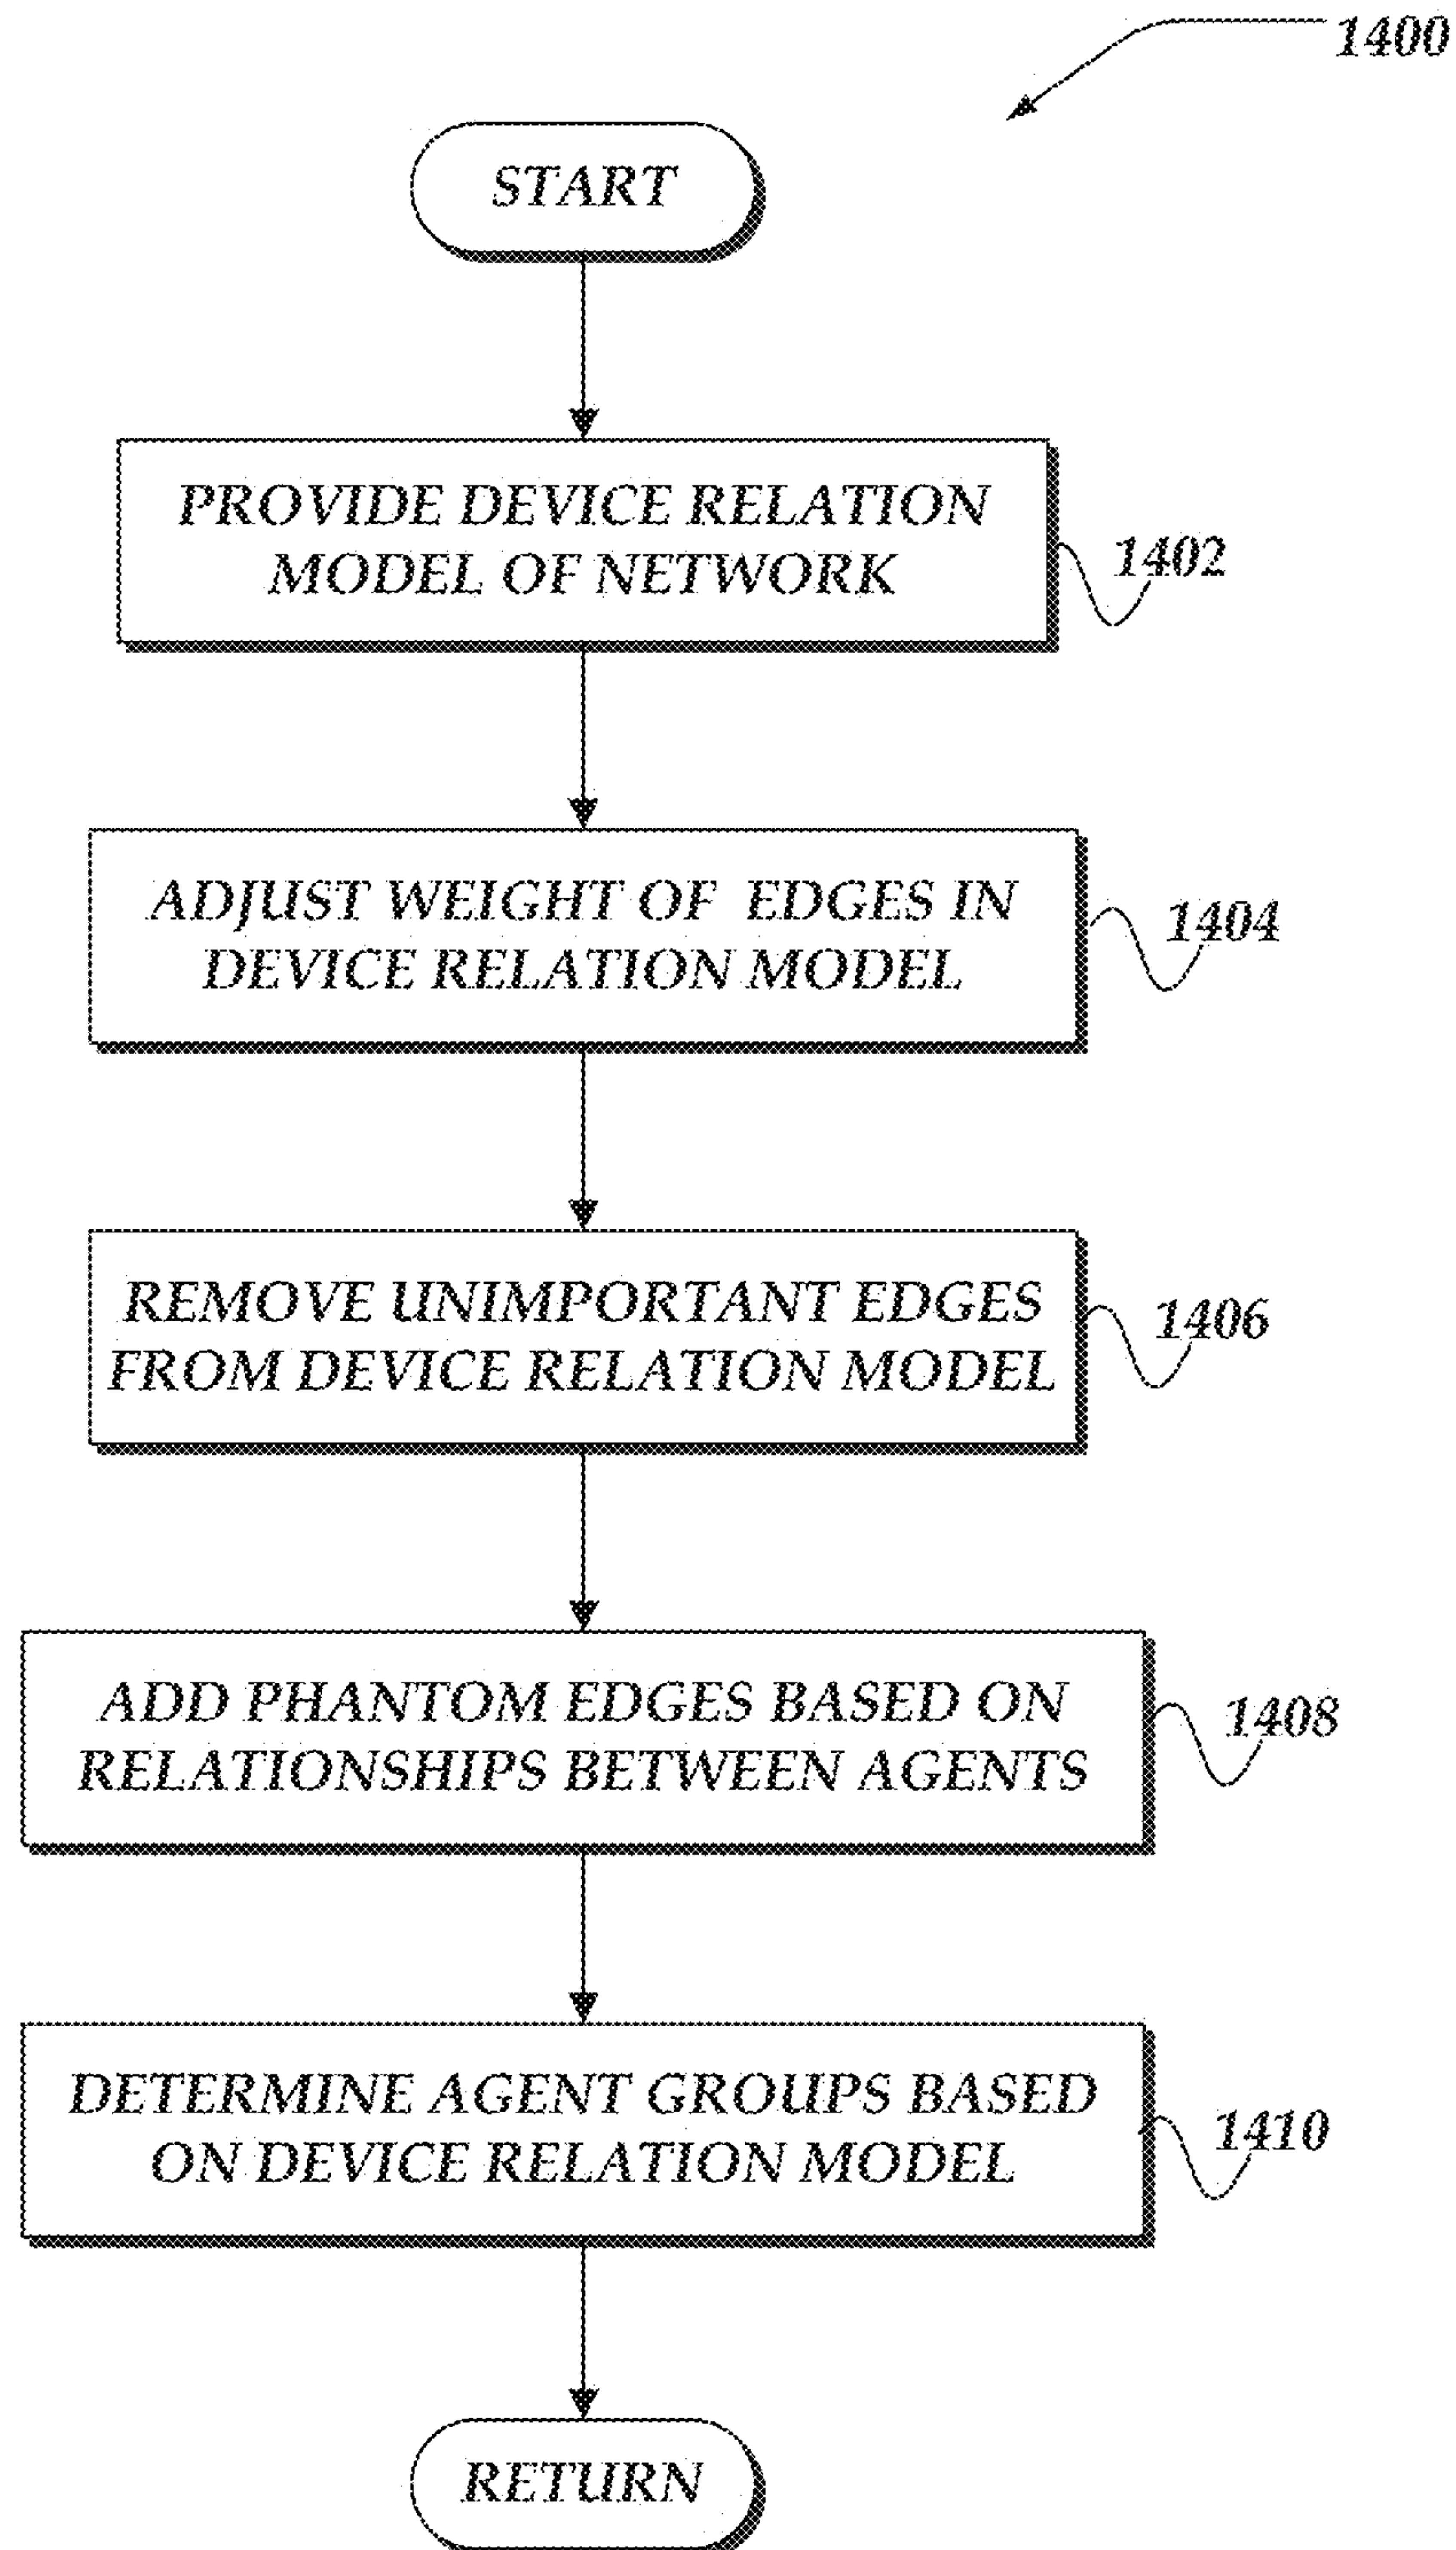 1400
START
PROVIDE DEVICE RELATION
MODEL OF NETWORK
1402
ADJUST WEIGHT OF EDGES IN
DEVICE RELATION MODEL
1404
REMOVE UNIMPORTANT EDGES
FROM DEVICE RELATION MODEL
1406
ADD PHANTOM EDGES BASED ON
RELATIONSHIPS BETWEEN AGENTS
1408
DETERMINE AGENT GROUPS BASED
ON DEVICE RELATION MODEL
1410
RETURN